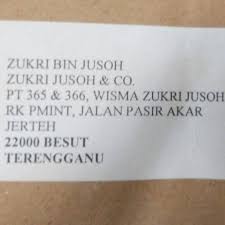 ZUKRI BIN JUSOH
ZUKRI JUSOH & CO.
PT 365 & 366, WISMA ZUKRI JUSOH
RK PMINT, JALAN PASIR AKAR
JERTEH
22000 BESUT
TERENGGANU